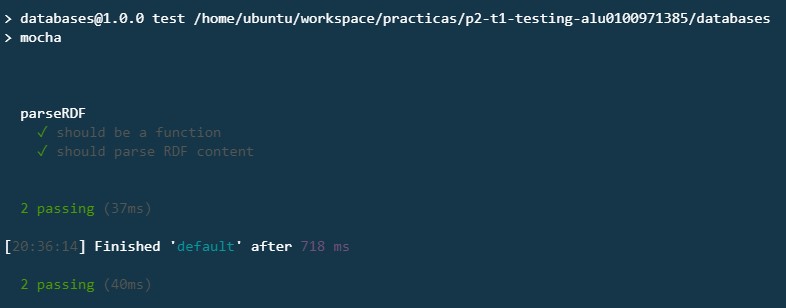 > databases@1.0.0 test /home/ubuntu/workspace/practicas/p2-t1-testing-alu0100971385/databases
> mocha
parseRDF
✓ should be a function
✓ should parse RDF content
2 passing (37ms)
[20:36:14] Finished 'default' after 718 ms
2 passing (40ms)